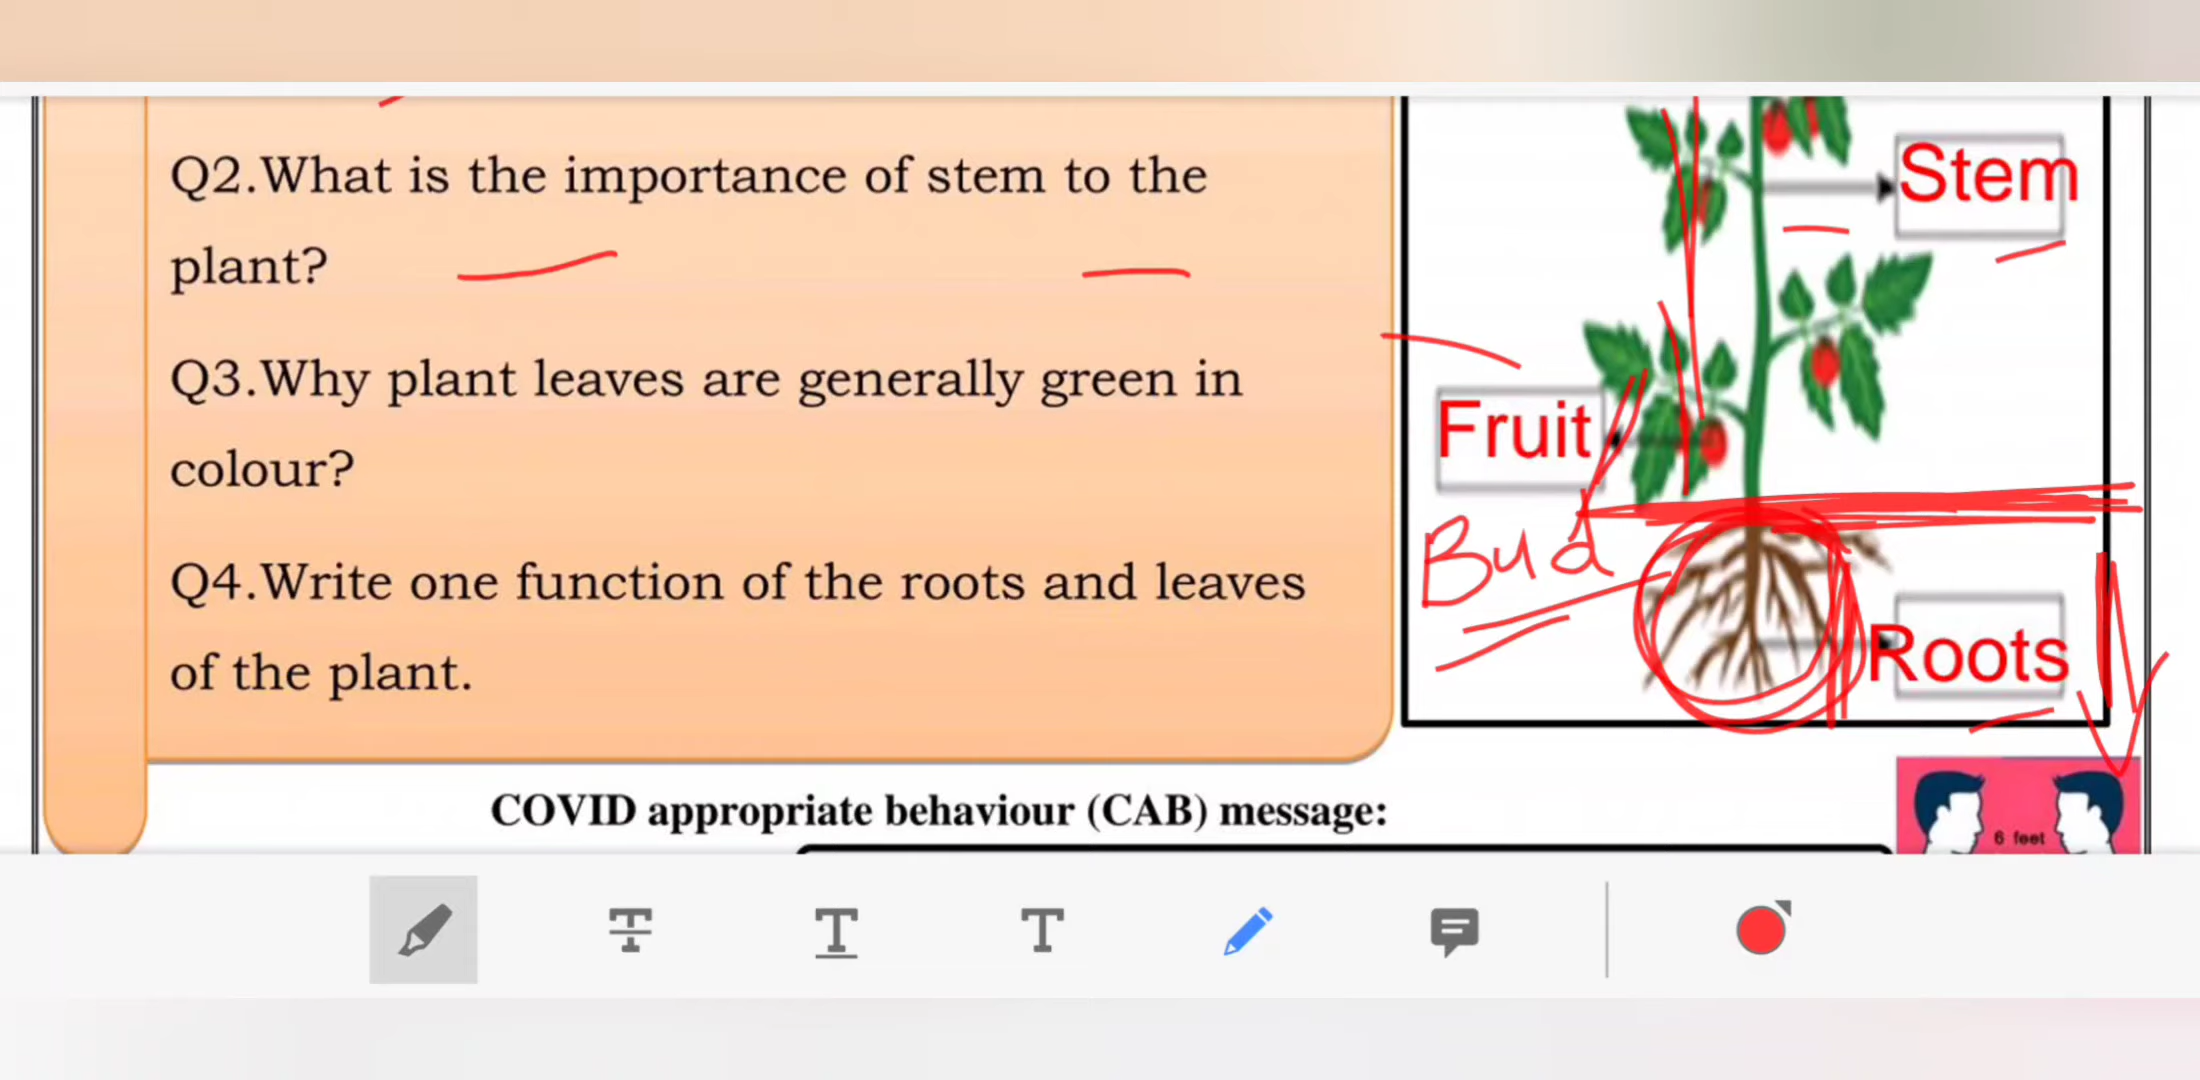 Q2.What is the importance of stem to the
plant?
Q3.Why plant leaves are generally green in
colour?
Q4.Write one function of the roots and leaves
of the plant.
Stem
Fruit
Bud
Roots
COVID appropriate behaviour (CAB) message:
6 feet
T
T
T